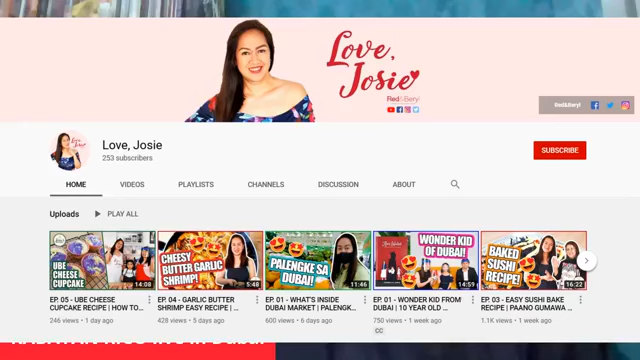 Love,
Josie
Red&Beryl
Red&Beryl
Love, Josie
253 subscribers
SUBSCRIBE
HOME
VIDEOS
PLAYLISTS
CHANNELS
DISCUSSION
ABOUT
Uploads
PLAY ALL
UBE
CHEESE
CUPCAKE
14:08
CHEESY
BUTTER GARLIC
SHRIMP!
5:48
PALENGKE SA
DUBAI!
11:46
WONDER KID
OF DUBAI!
14:59
BAKED
SUSHI
RECIPE!
16:22
EP. 05 - UBE CHEESE
CUPCAKE RECIPE | HOW TO...
246 views • 1 day ago
EP. 04 - GARLIC BUTTER
SHRIMP EASY RECIPE | ...
428 views • 5 days ago
EP. 01 - WHAT'S INSIDE
DUBAI MARKET | PALENGK...
600 views • 6 days ago
EP. 01 - WONDER KID FROM
DUBAI | 10 YEAR OLD ...
750 views • 1 week ago
CC
EP. 03 - EASY SUSHI BAKE
RECIPE | PAANO GUMAWA ...
1.1K views • 1 week ago